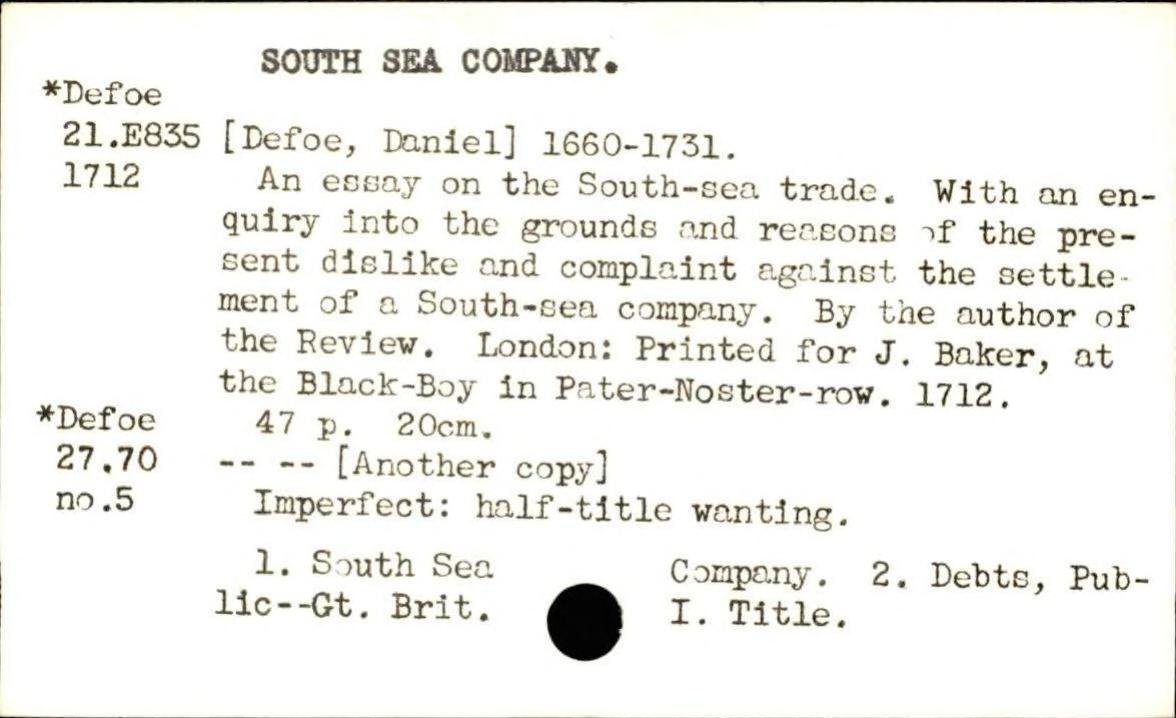 SOUTH SEA COMPANY.
*Defoe
21.E835 [Defoe, Daniel] 1660-1731.
1712 An essay on the South-sea trade. With an en-
quiry into the grounds and reasons of the pre-
sent dislike and complaint against the settle-
ment of a South-sea company. By the author of
the Review. London: Printed for J. Baker, at
the Black-Boy in Pater-Noster-row. 1712.
*Defoe 47 p. 20cm.
27.70 -- -- [Another copy]
no.5 Imperfect: half-title wanting.
1. South Sea Company. 2. Debts, Pub-
lic--Gt. Brit. I. Title.